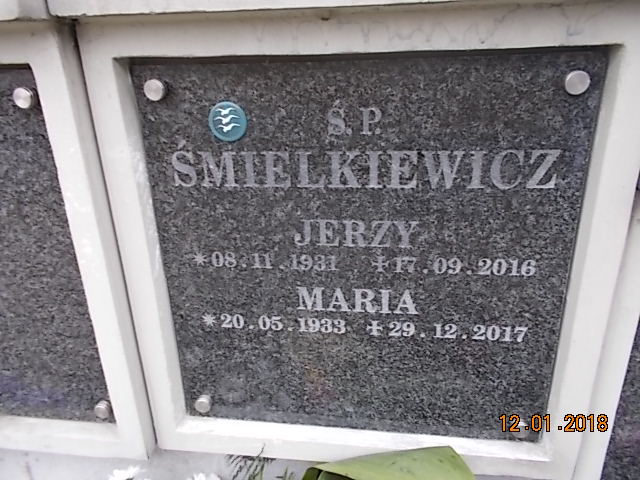 Ś.P.
ŚMIELKIEWICZ
JERZY
*08.11.1931 ✝17.09.2016
MARIA
*20.05.1933 ✝29.12.2017
12.01.2018